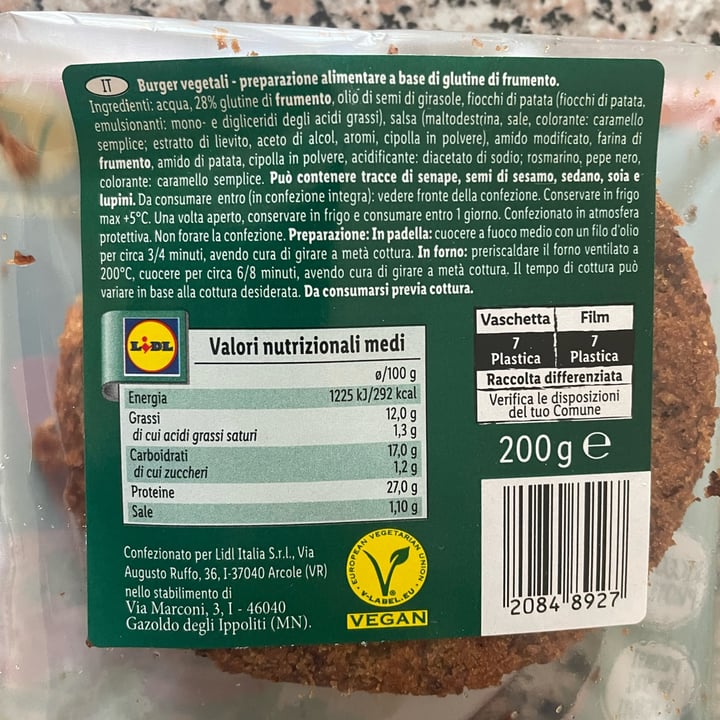 IT Burger vegetali - preparazione alimentare a base di glutine di frumento.
Ingredienti: acqua, 28% glutine di frumento, olio di semi di girasole, fiocchi di patata (fiocchi di patata,
emulsionanti: mono- e digliceridi degli acidi grassi), salsa (maltodestrina, sale, colorante: caramello
semplice; estratto di lievito, aceto di alcol, aromi, cipolla in polvere), amido modificato, farina di
frumento, amido di patata, cipolla in polvere, acidificante: diacetato di sodio; rosmarino, pepe nero,
colorante: caramello semplice. Può contenere tracce di senape, semi di sesamo, sedano, soia e
lupini. Da consumare entro (in confezione integra): vedere fronte della confezione. Conservare in frigo
max +5°C. Una volta aperto, conservare in frigo e consumare entro 1 giorno. Confezionato in atmosfera
protettiva. Non forare la confezione. Preparazione: In padella: cuocere a fuoco medio con un filo d'olio
per circa 3/4 minuti, avendo cura di girare a metà cottura. In forno: preriscaldare il forno ventilato a
200°C, cuocere per circa 6/8 minuti, avendo cura di girare a metà cottura. Il tempo di cottura può
variare in base alla cottura desiderata. Da consumarsi previa cottura.
LIDL
Valori nutrizionali medi
ø/100 g
Energia 1225 kJ/292 kcal
Grassi 12,0 g
di cui acidi grassi saturi 1,3 g
Carboidrati 17,0 g
di cui zuccheri 1,2 g
Proteine 27,0 g
Sale 1,10 g
Vaschetta Film
7 7
Plastica Plastica
Raccolta differenziata
Verifica le disposizioni
del tuo Comune
200 g e
Confezionato per Lidl Italia S.r.l., Via
Augusto Ruffo, 36, I-37040 Arcole (VR)
nello stabilimento di
Via Marconi, 3, I - 46040
Gazoldo degli Ippoliti (MN).
EUROPEAN VEGETARIAN UNION
V-LABEL.EU
VEGAN
2084 8927